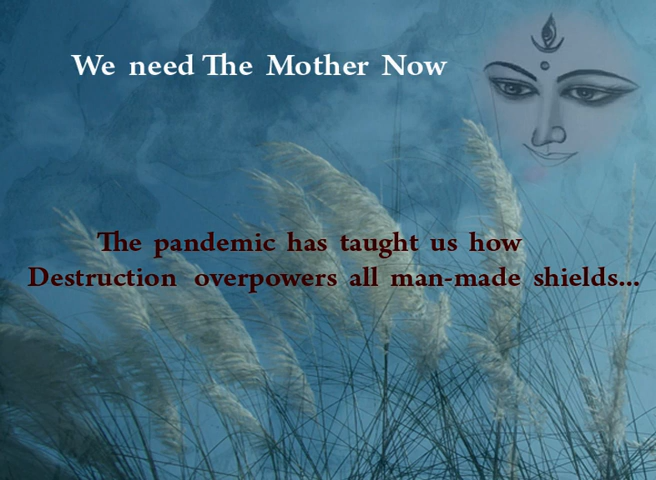 We need The Mother Now
The pandemic has taught us how
Destruction overpowers all man-made shields...